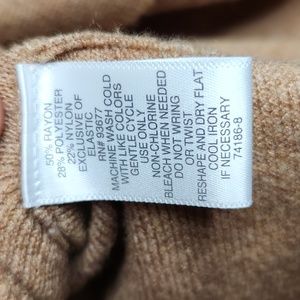 50% RAYON
28% POLYESTER
22% NYLON
EXCLUSIVE OF
ELASTIC
RN# 93677
MACHINE WASH COLD
WITH LIKE COLORS
GENTLE CYCLE
USE ONLY
NON-CHLORINE
BLEACH WHEN NEEDED
DO NOT WRING
OR TWIST
RESHAPE AND DRY FLAT
COOL IRON
IF NECESSARY
74186-8